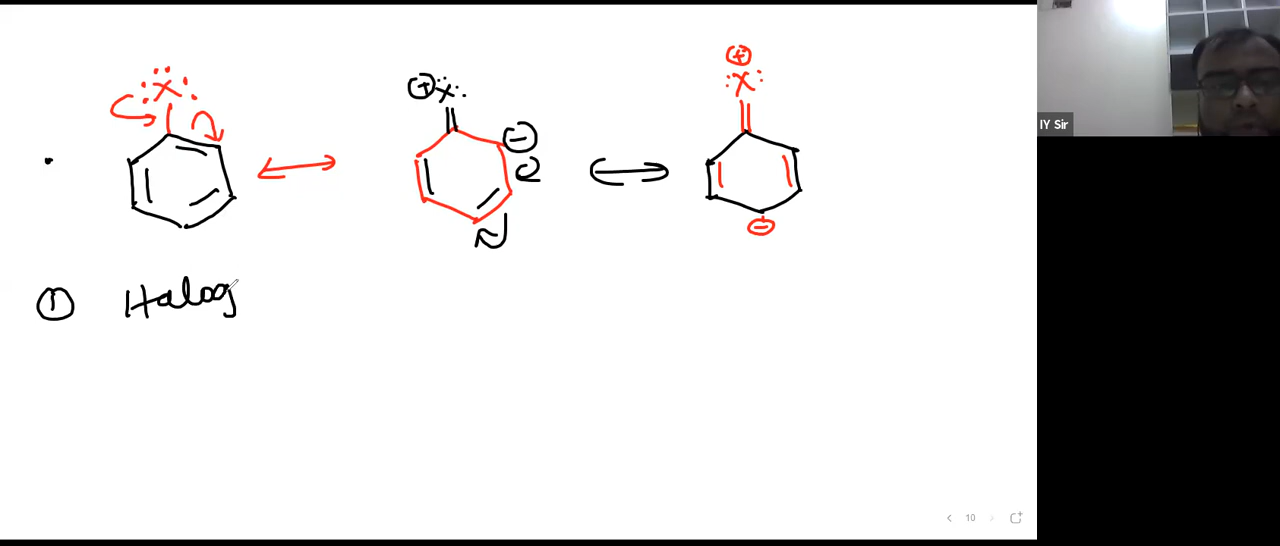 :Ẍ: ⊕Ẍ: ⊕
⊖ :X:
⊖
① Halog
IY Sir
10